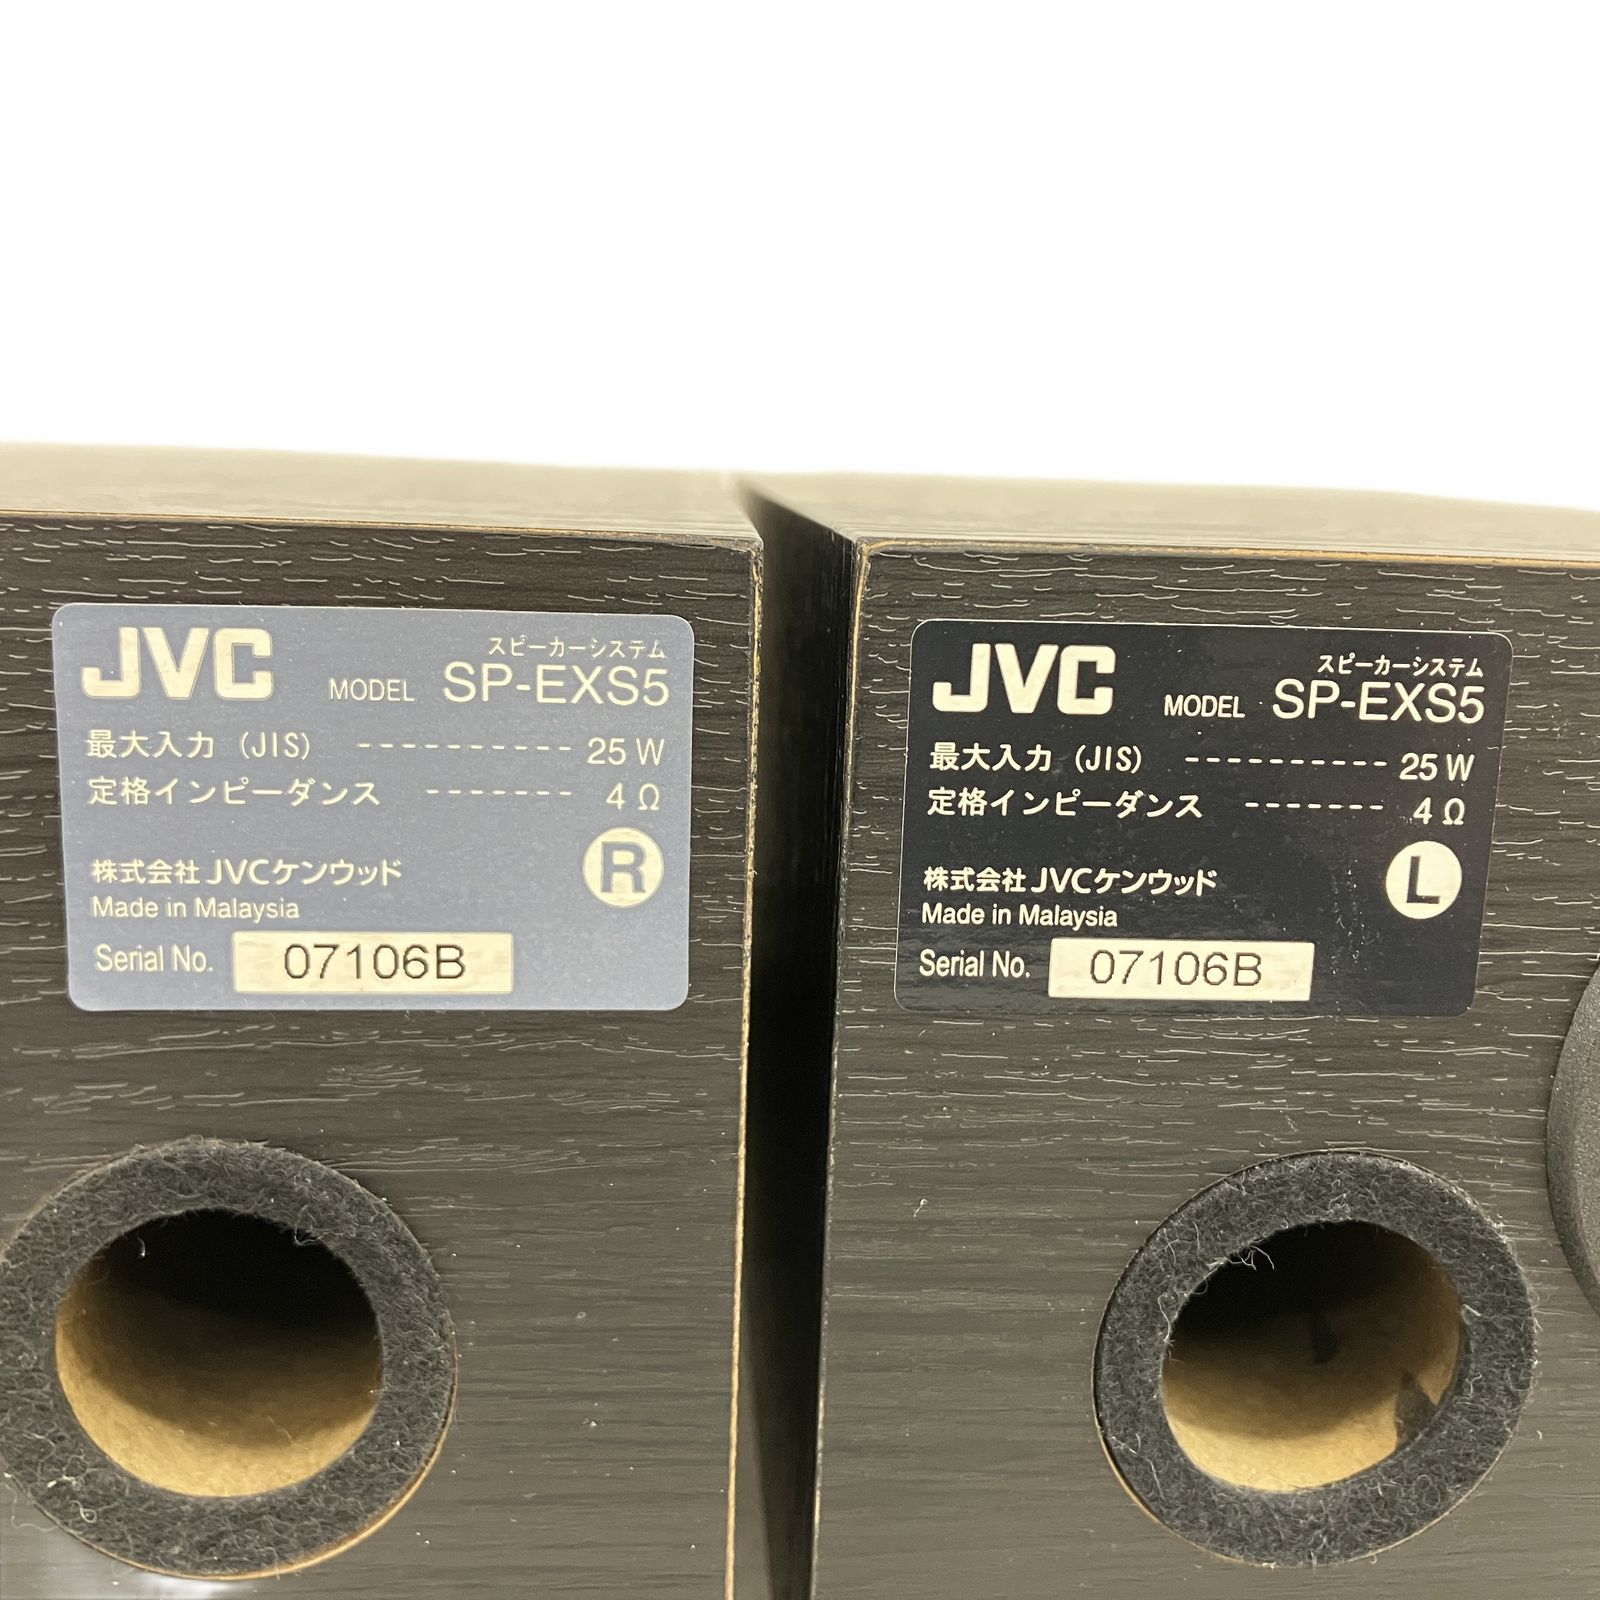 JVC
スピーカーシステム
MODEL SP-EXS5
最大入力 (JIS) ----------- 25 W
定格インピーダンス ------- 4 Ω
株式会社 JVCケンウッド
R
Made in Malaysia
Serial No. 07106B
JVC
スピーカーシステム
MODEL SP-EXS5
最大入力 (JIS) ---------- 25 W
定格インピーダンス ------- 4 Ω
株式会社 JVCケンウッド
L
Made in Malaysia
Serial No. 07106B